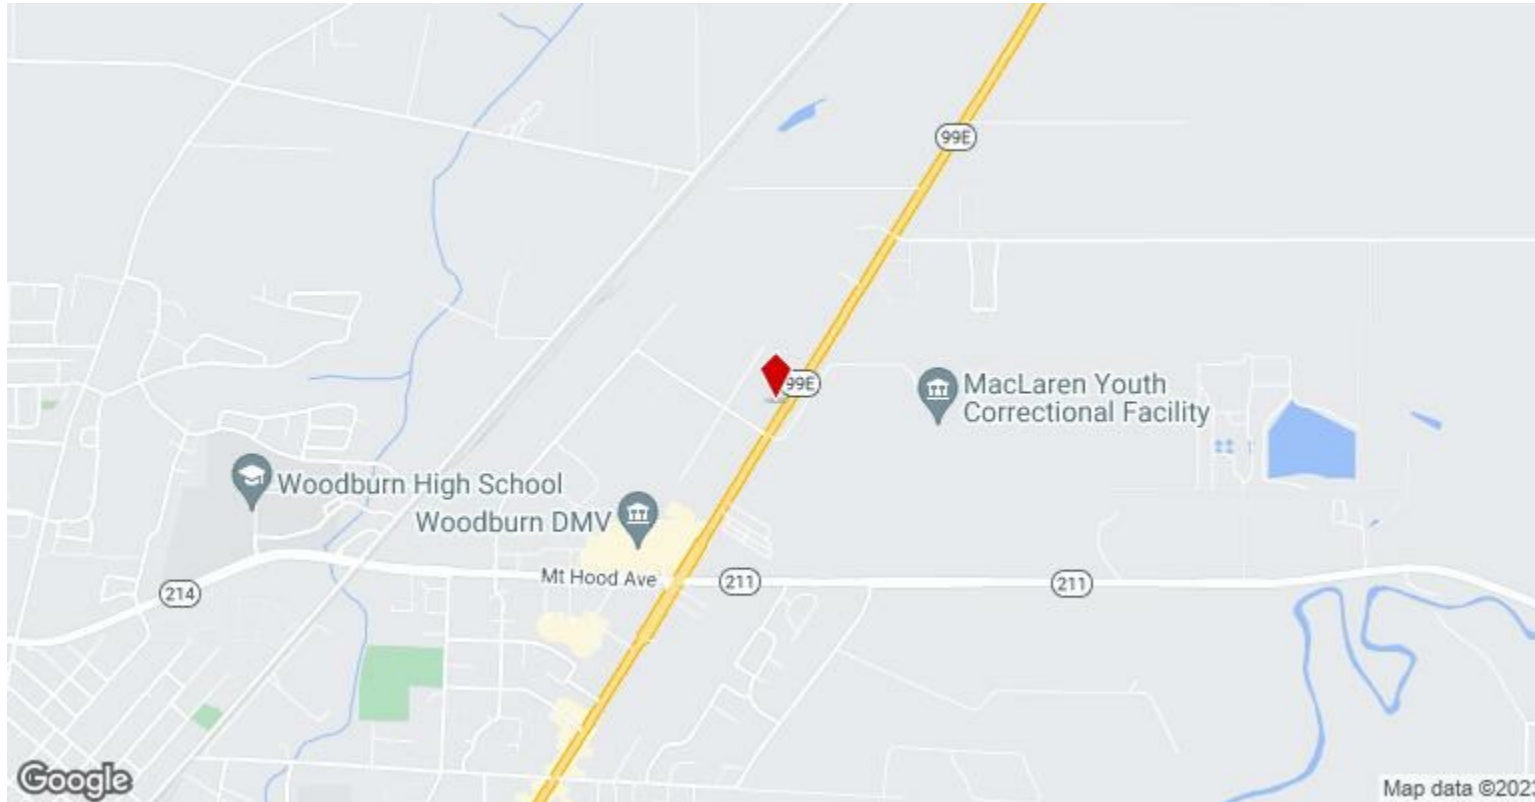 99E
99E
MacLaren Youth
Correctional Facility
Woodburn High School
Woodburn DMV
Mt Hood Ave
211
211
214
Google
Map data ©2023